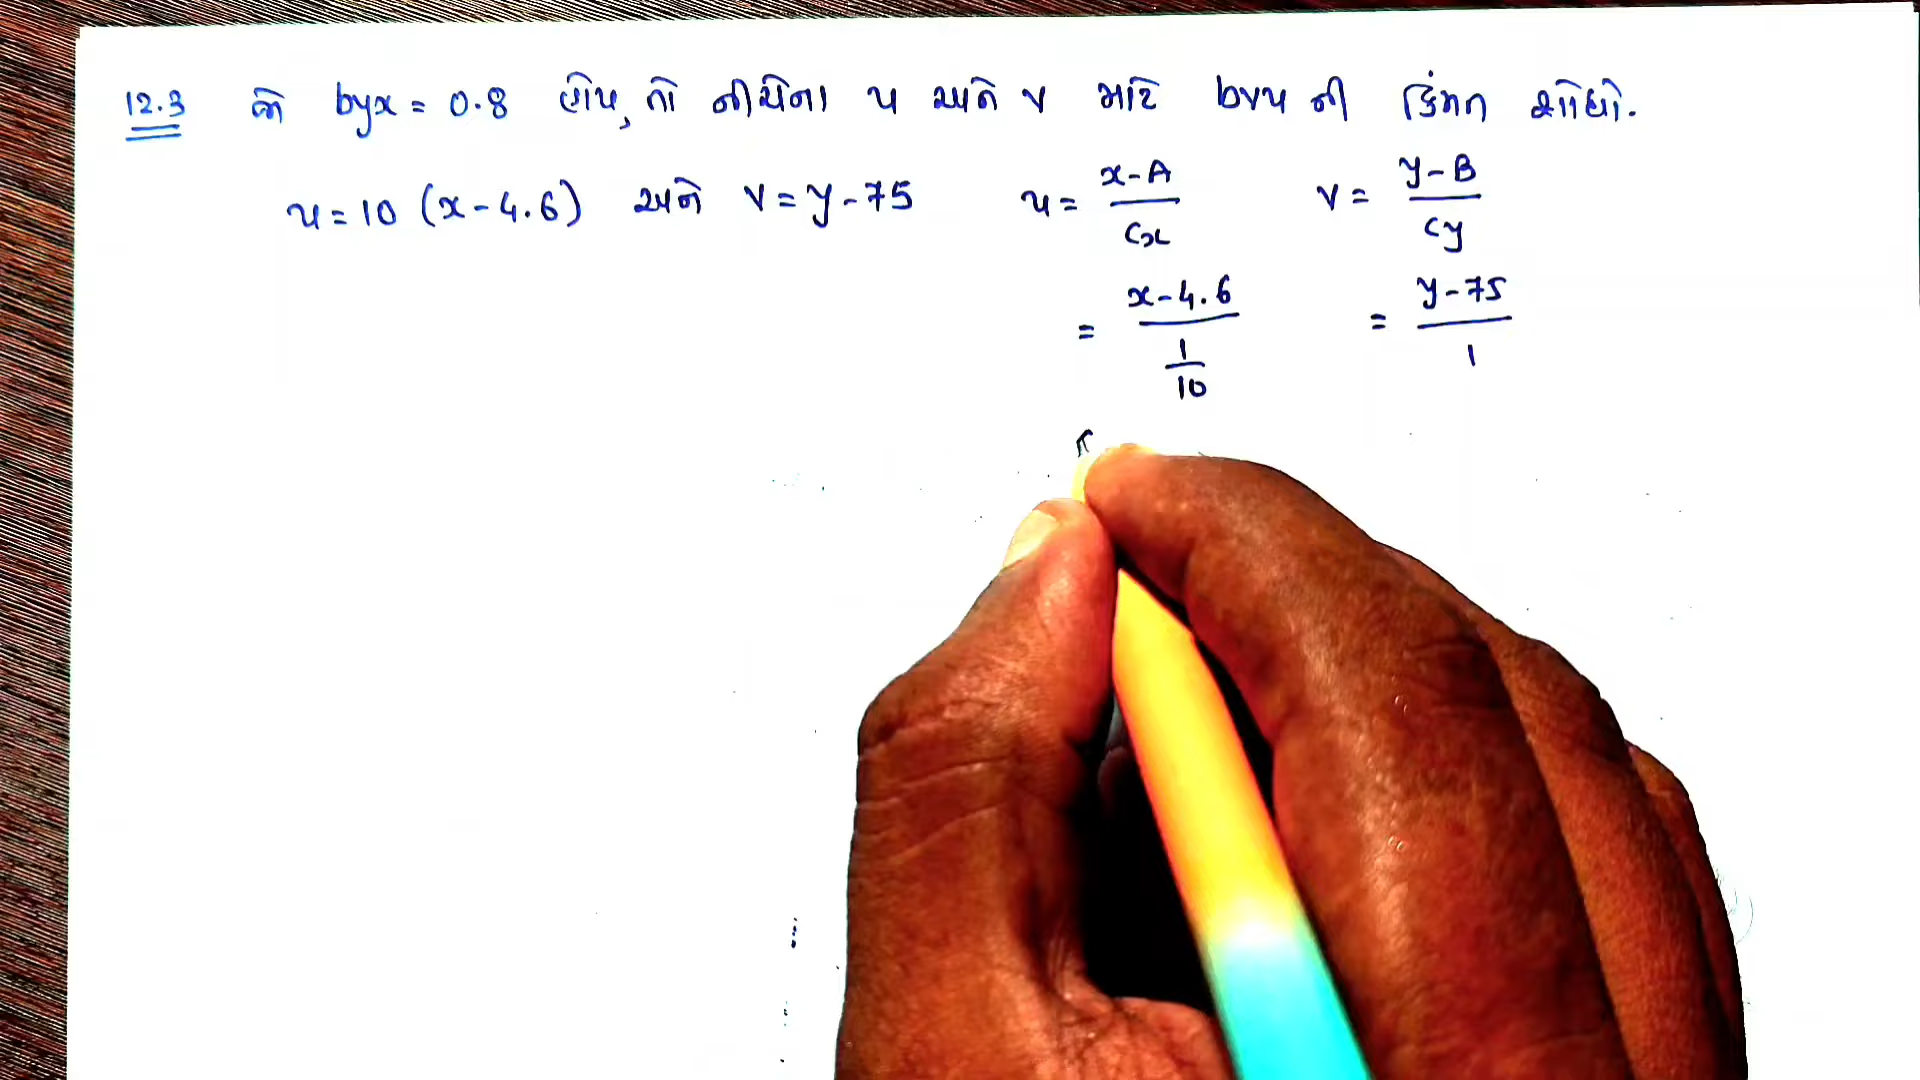 12.3 જો byx = 0.8 હોય, તો નીચેના u અને v માટે bvu ની કિંમત શોધો.
u = 10 (x - 4.6) અને v = y - 75
u = x - A / Cx
v = y - B / Cy
= x - 4.6 / 1/10
= y - 75 / 1